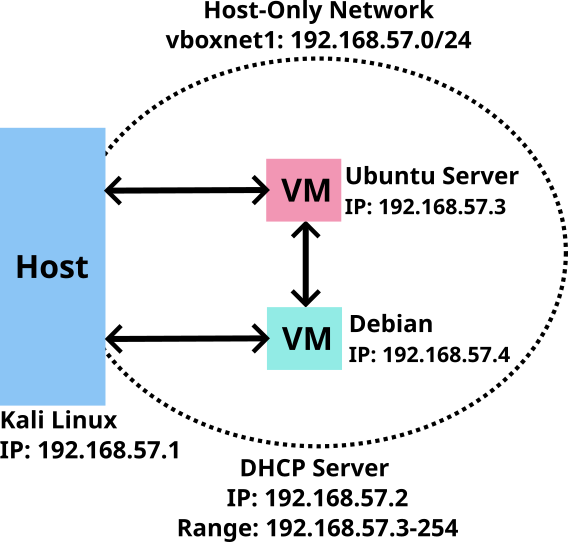 Host-Only Network
vboxnet1: 192.168.57.0/24
VM
Ubuntu Server
IP: 192.168.57.3
Host
VM
Debian
IP: 192.168.57.4
Kali Linux
IP: 192.168.57.1
DHCP Server
IP: 192.168.57.2
Range: 192.168.57.3-254